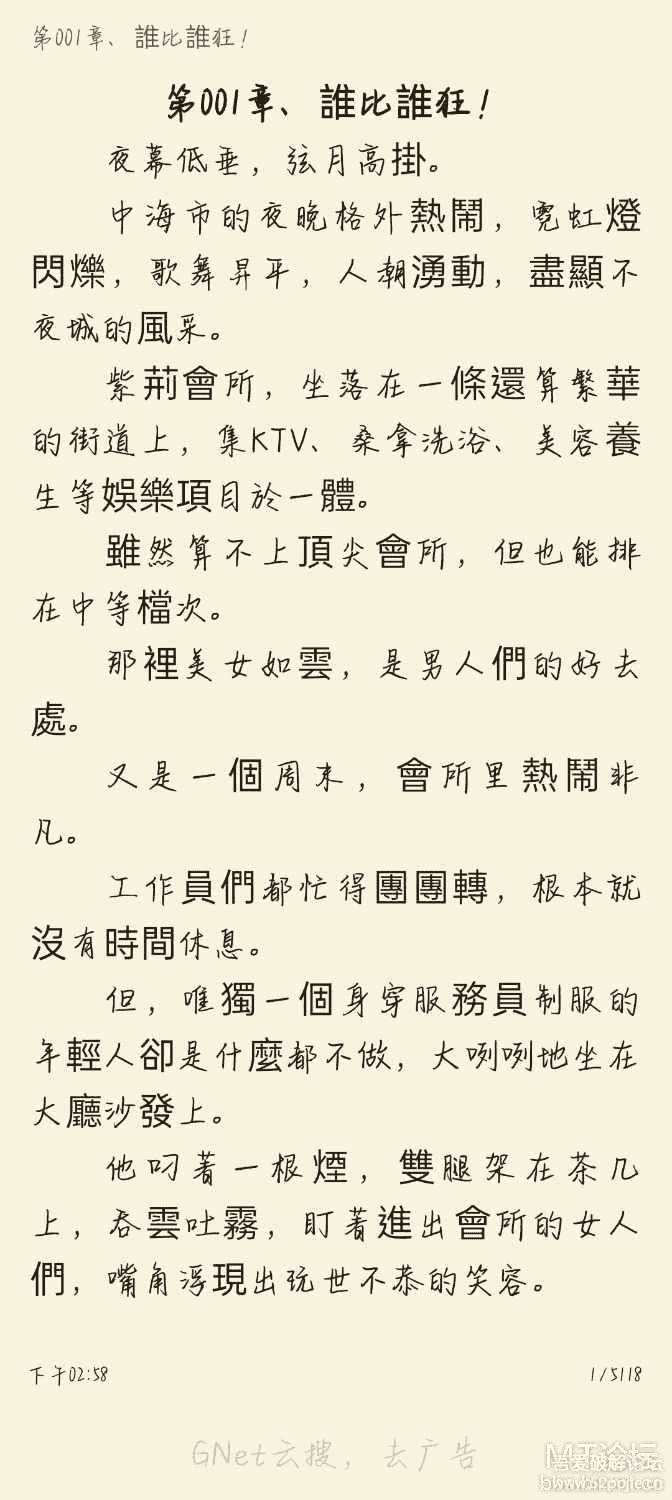 第001章、誰比誰狂!
第001章、誰比誰狂!
夜幕低垂，弦月高掛。
中海市的夜晚格外熱鬧，霓虹燈
閃爍，歌舞昇平，人朝湧動，盡顯不
夜城的風采。
紫荊會所，坐落在一條還算繁華
的街道上，集KTV、桑拿洗浴、美容養
生等娛樂項目於一體。
雖然算不上頂尖會所，但也能排
在中等檔次。
那裡美女如雲，是男人們的好去
處。
又是一個周末，會所里熱鬧非
凡。
工作員們都忙得團團轉，根本就
沒有時間休息。
但，唯獨一個身穿服務員制服的
年輕人卻是什麼都不做，大咧咧地坐在
大廳沙發上。
他叼著一根煙，雙腿架在茶几
上，吞雲吐霧，盯著進出會所的女人
們，嘴角浮現出玩世不恭的笑容。
下午02:58
1/5118
GNet云搜，去广告
MT论坛
吾爱破解论坛